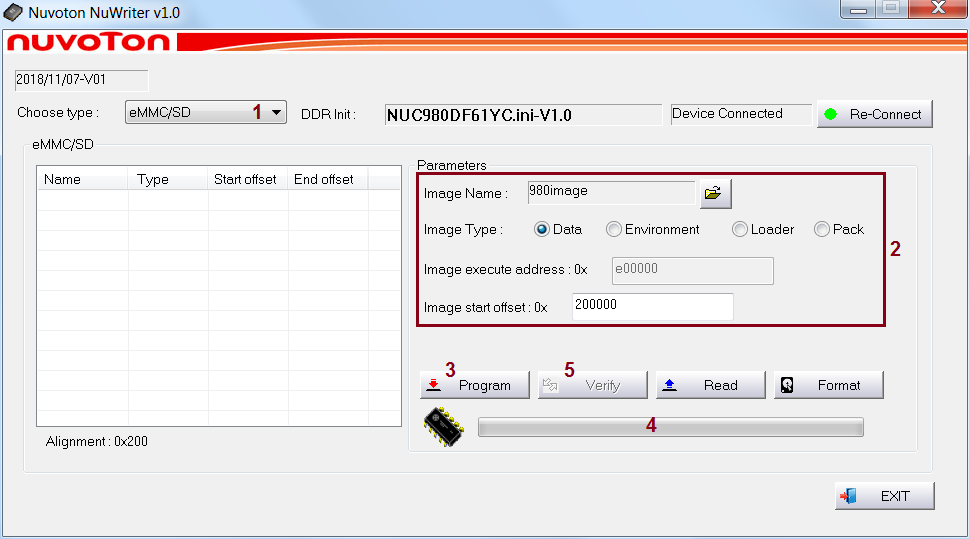 Nuvoton NuWriter v1.0
nuvoTon
2018/11/07-V01
Choose type : eMMC/SD 1 DDR Init : NUC980DF61YC.ini-V1.0 Device Connected Re-Connect
eMMC/SD
Name Type Start offset End offset
Alignment : 0x200
Parameters
Image Name : 980image
Image Type : Data Environment Loader Pack
2
Image execute address : 0x e00000
Image start offset : 0x 200000
3 5
Program Verify Read Format
4
EXIT